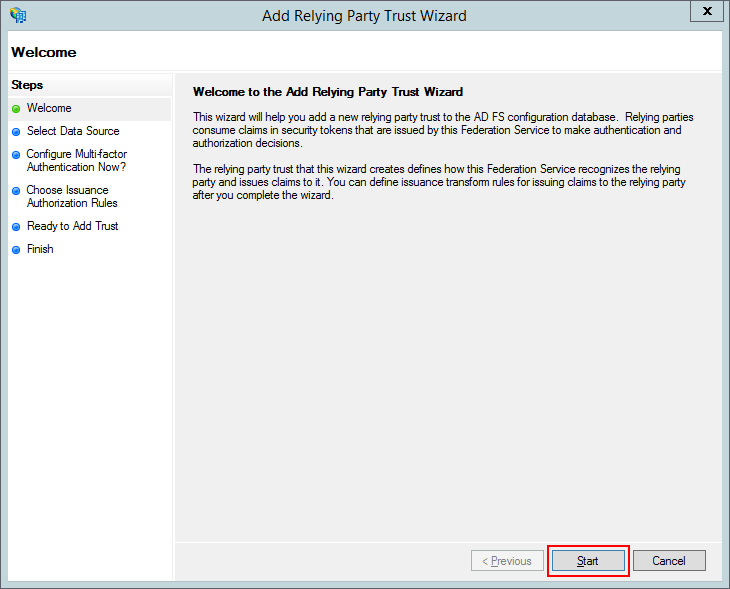 Add Relying Party Trust Wizard
X
Welcome
Steps
Welcome
Select Data Source
Configure Multi-factor
Authentication Now?
Choose Issuance
Authorization Rules
Ready to Add Trust
Finish
Welcome to the Add Relying Party Trust Wizard
This wizard will help you add a new relying party trust to the AD FS configuration database.  Relying parties
consume claims in security tokens that are issued by this Federation Service to make authentication and
authorization decisions.
The relying party trust that this wizard creates defines how this Federation Service recognizes the relying
party and issues claims to it. You can define issuance transform rules for issuing claims to the relying party
after you complete the wizard.
< Previous
Start
Cancel